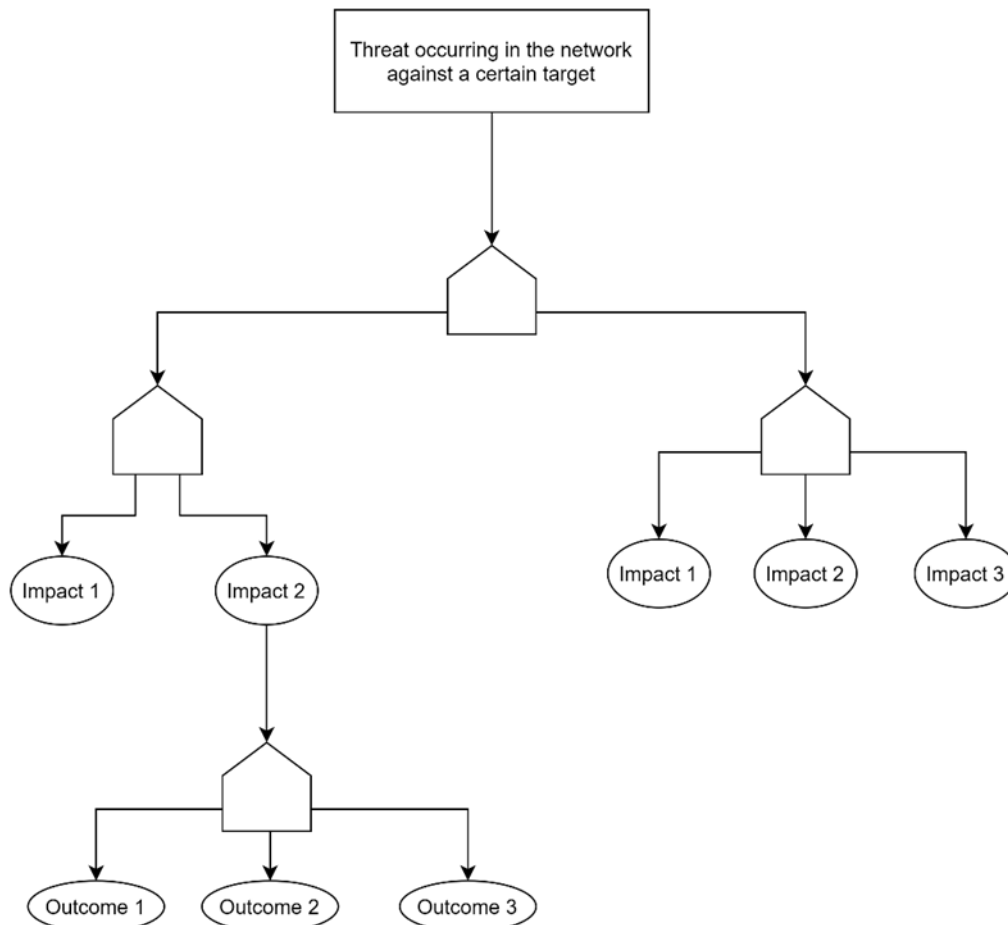 Threat occurring in the network
against a certain target
Impact 1
Impact 2
Impact 1
Impact 2
Impact 3
Outcome 1
Outcome 2
Outcome 3